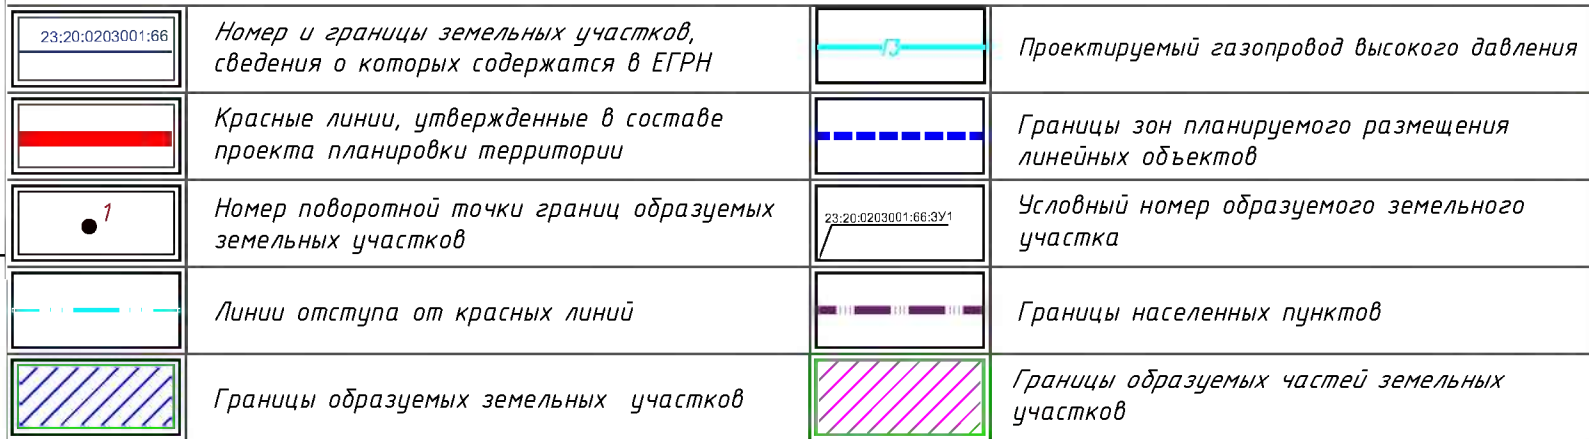 23:20:0203001:66
Номер и границы земельных участков,
сведения о которых содержатся в ЕГРН
Г3
Проектируемый газопровод высокого давления
Красные линии, утвержденные в составе
проекта планировки территории
Границы зон планируемого размещения
линейных объектов
1
Номер поворотной точки границ образуемых
земельных участков
23:20:0203001:66:ЗУ1
Условный номер образуемого земельного
участка
Линии отступа от красных линий
Границы населенных пунктов
Границы образуемых земельных участков
Границы образуемых частей земельных
участков